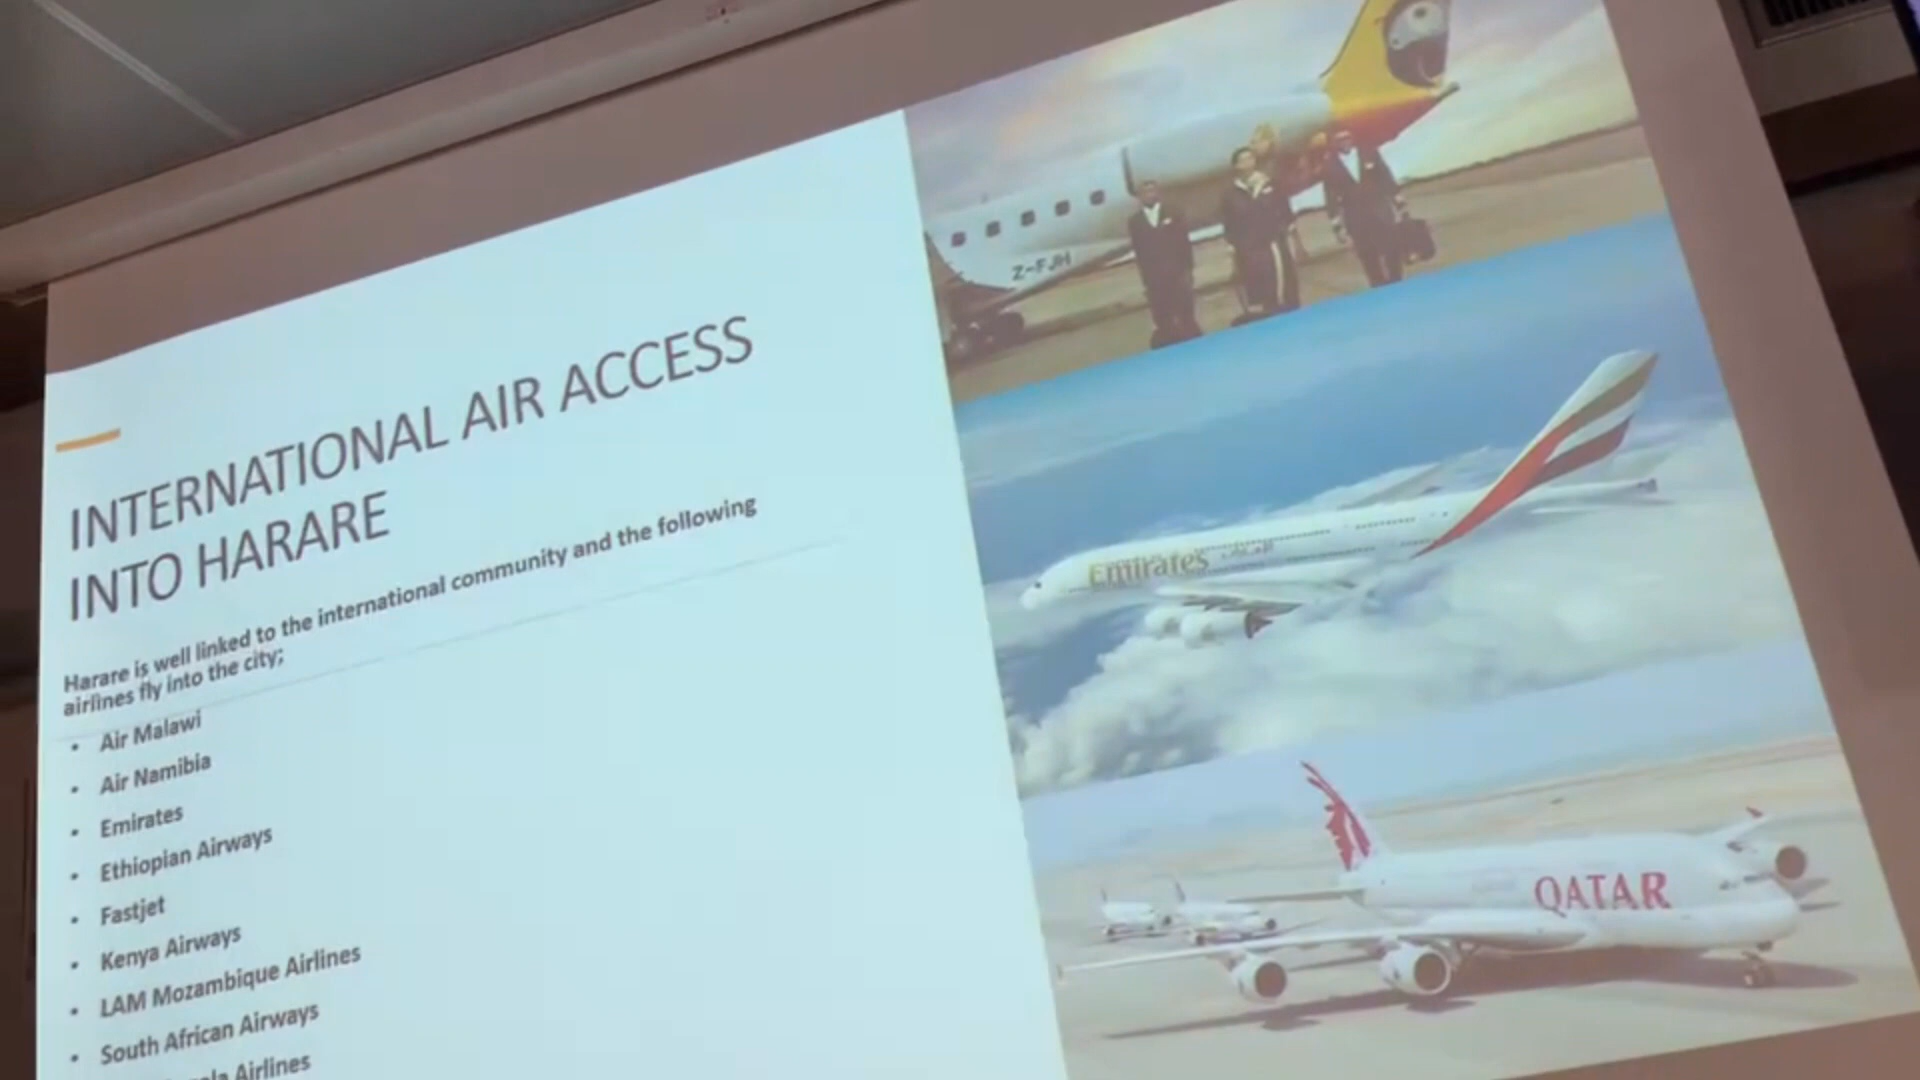 INTERNATIONAL AIR ACCESS
INTO HARARE
Harare is well linked to the international community and the following
airlines fly into the city;
• Air Malawi
• Air Namibia
• Emirates
• Ethiopian Airways
• Fastjet
• Kenya Airways
• LAM Mozambique Airlines
• South African Airways
Airlines
Z-FJH
Emirates
QATAR